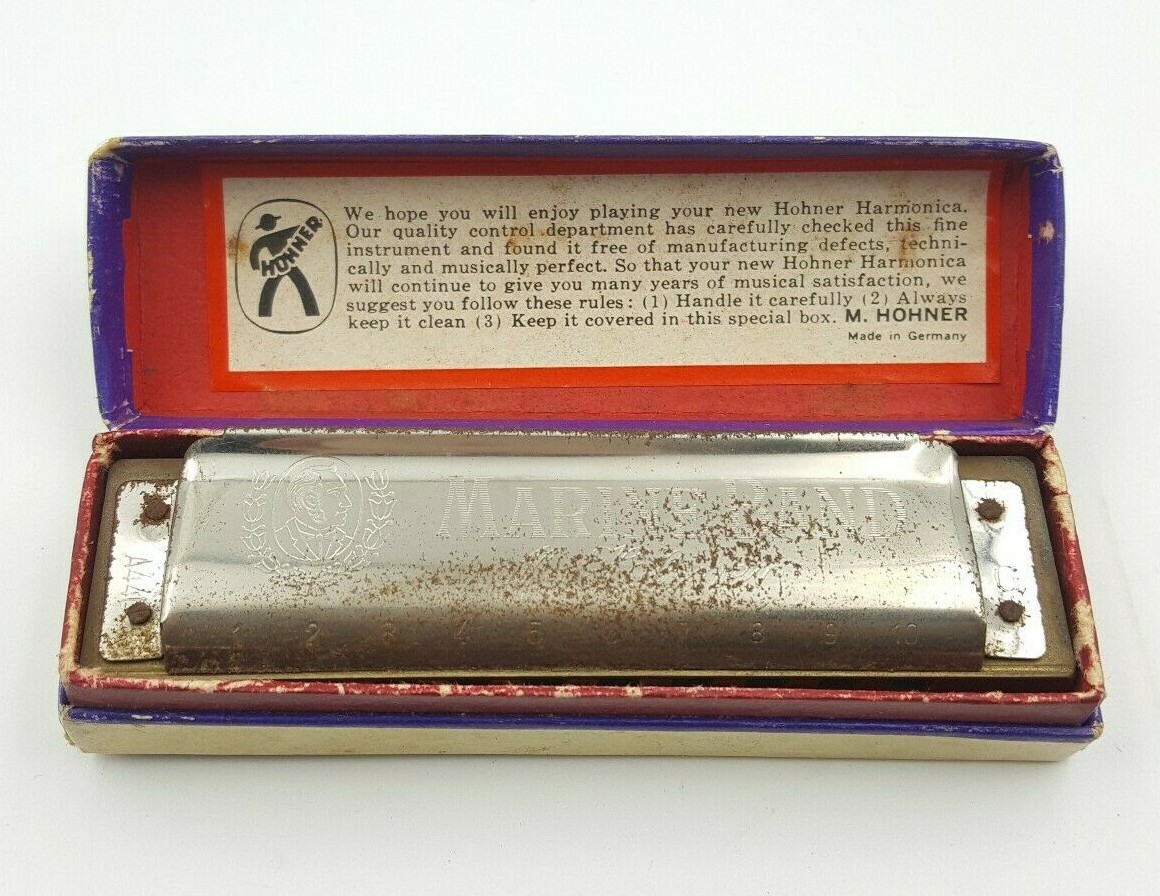 HOHNER
We hope you will enjoy playing your new Hohner Harmonica.
Our quality control department has carefully checked this fine
instrument and found it free of manufacturing defects, techni-
cally and musically perfect. So that your new Hohner Harmonica
will continue to give you many years of musical satisfaction, we
suggest you follow these rules: (1) Handle it carefully (2) Always
keep it clean (3) Keep it covered in this special box. M. HOHNER
Made in Germany
MARINE BAND
1 2 3 4 5 6 7 8 9 10